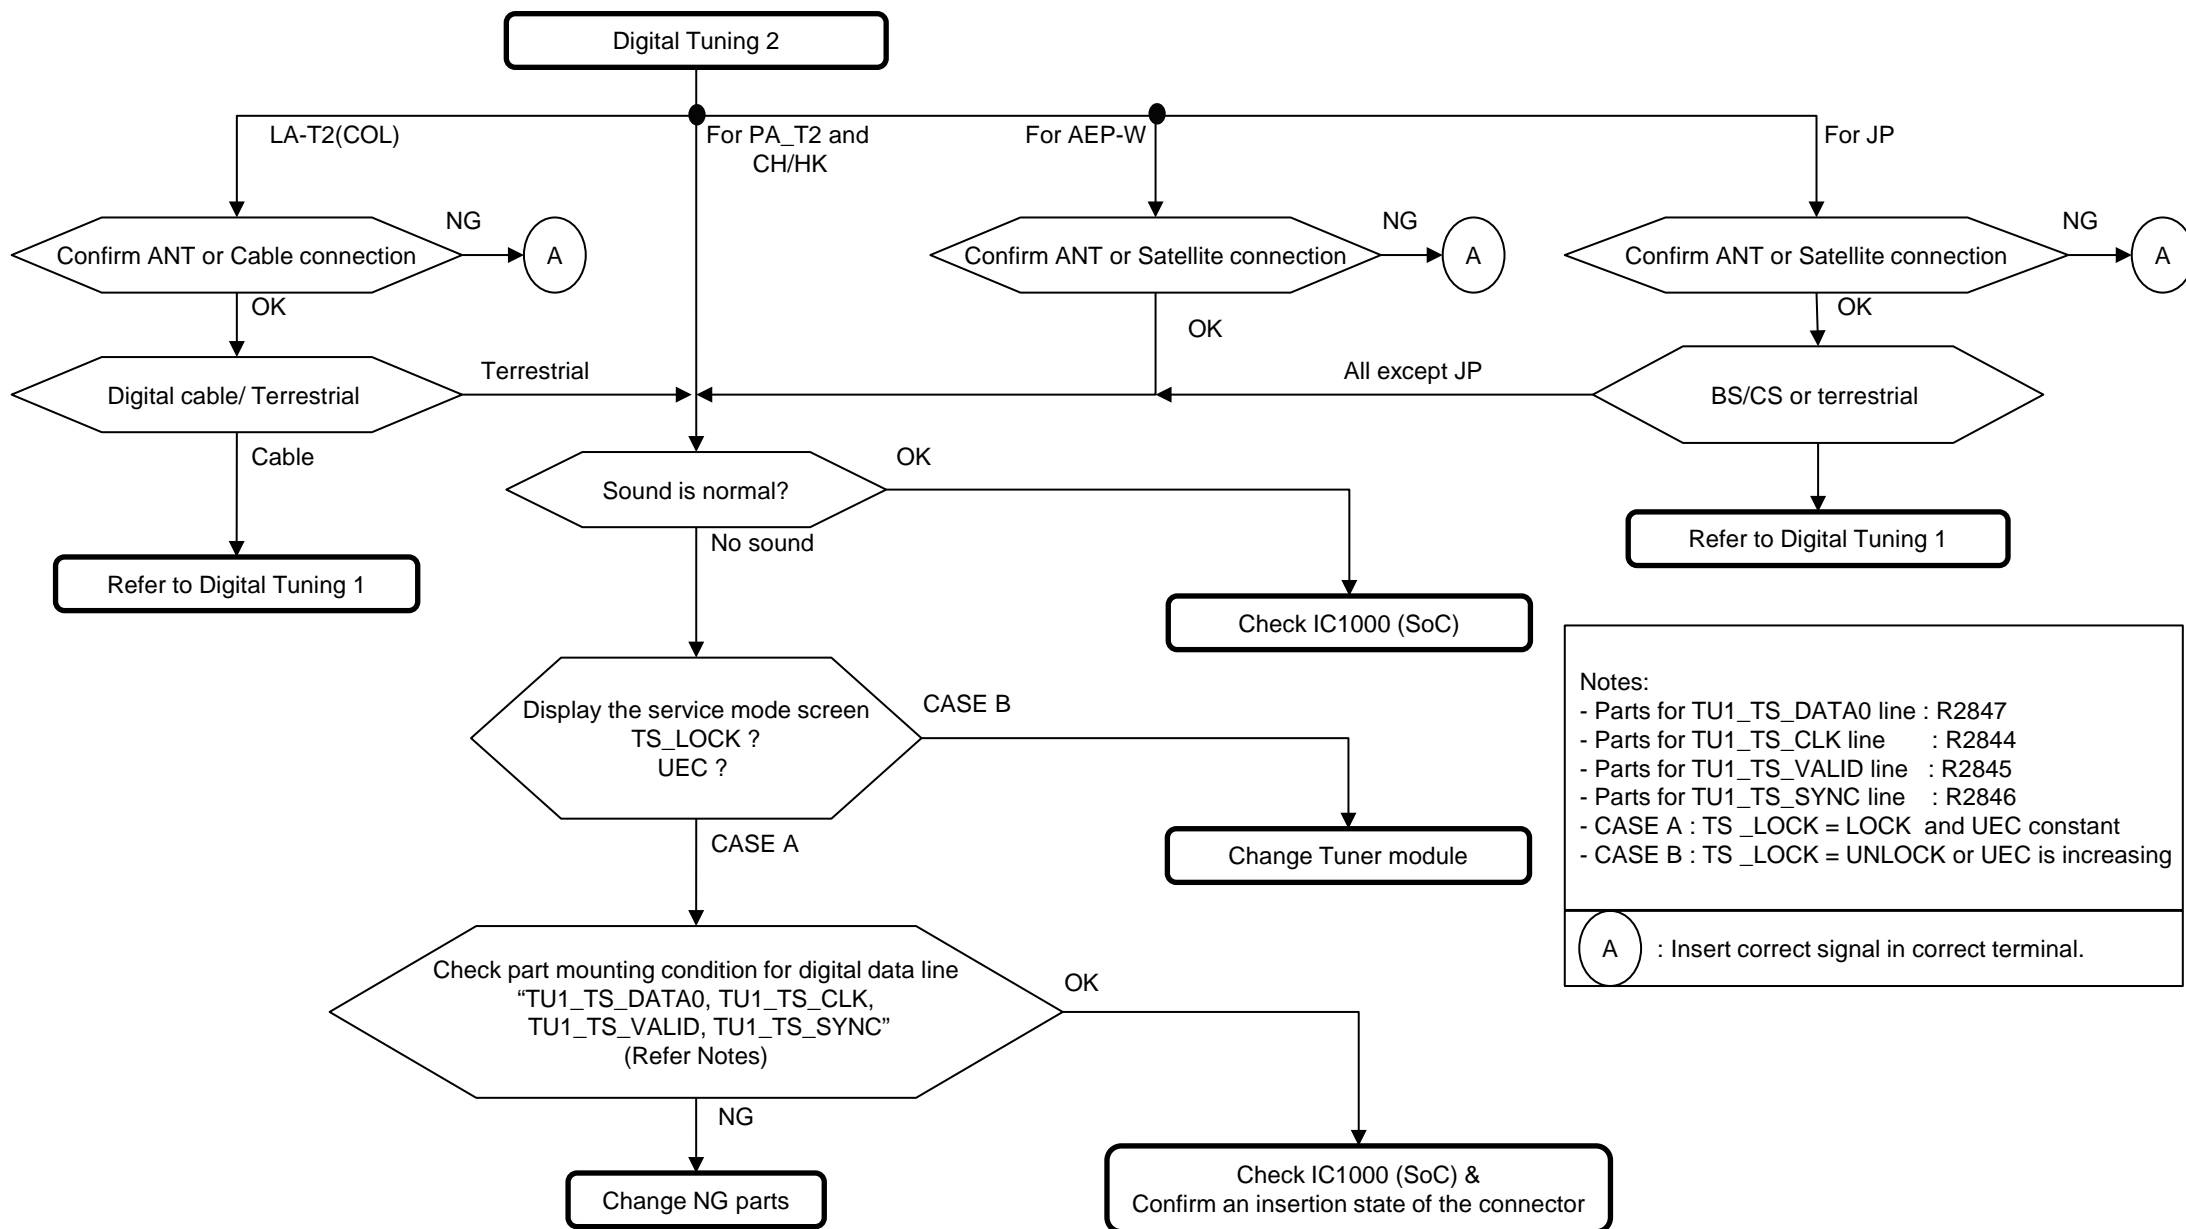 Digital Tuning 2
LA-T2(COL)
For PA_T2 and
CH/HK
For AEP-W
For JP
Confirm ANT or Cable connection
NG
A
Confirm ANT or Satellite connection
NG
A
Confirm ANT or Satellite connection
NG
A
OK
OK
OK
Digital cable/ Terrestrial
Terrestrial
All except JP
BS/CS or terrestrial
Cable
Sound is normal?
OK
No sound
Refer to Digital Tuning 1
Refer to Digital Tuning 1
Check IC1000 (SoC)
Display the service mode screen
TS_LOCK ?
UEC ?
CASE B
CASE A
Change Tuner module
Notes:
- Parts for TU1_TS_DATA0 line : R2847
- Parts for TU1_TS_CLK line : R2844
- Parts for TU1_TS_VALID line : R2845
- Parts for TU1_TS_SYNC line : R2846
- CASE A : TS _LOCK = LOCK and UEC constant
- CASE B : TS _LOCK = UNLOCK or UEC is increasing
A : Insert correct signal in correct terminal.
Check part mounting condition for digital data line
“TU1_TS_DATA0, TU1_TS_CLK,
TU1_TS_VALID, TU1_TS_SYNC”
(Refer Notes)
OK
NG
Change NG parts
Check IC1000 (SoC) &
Confirm an insertion state of the connector